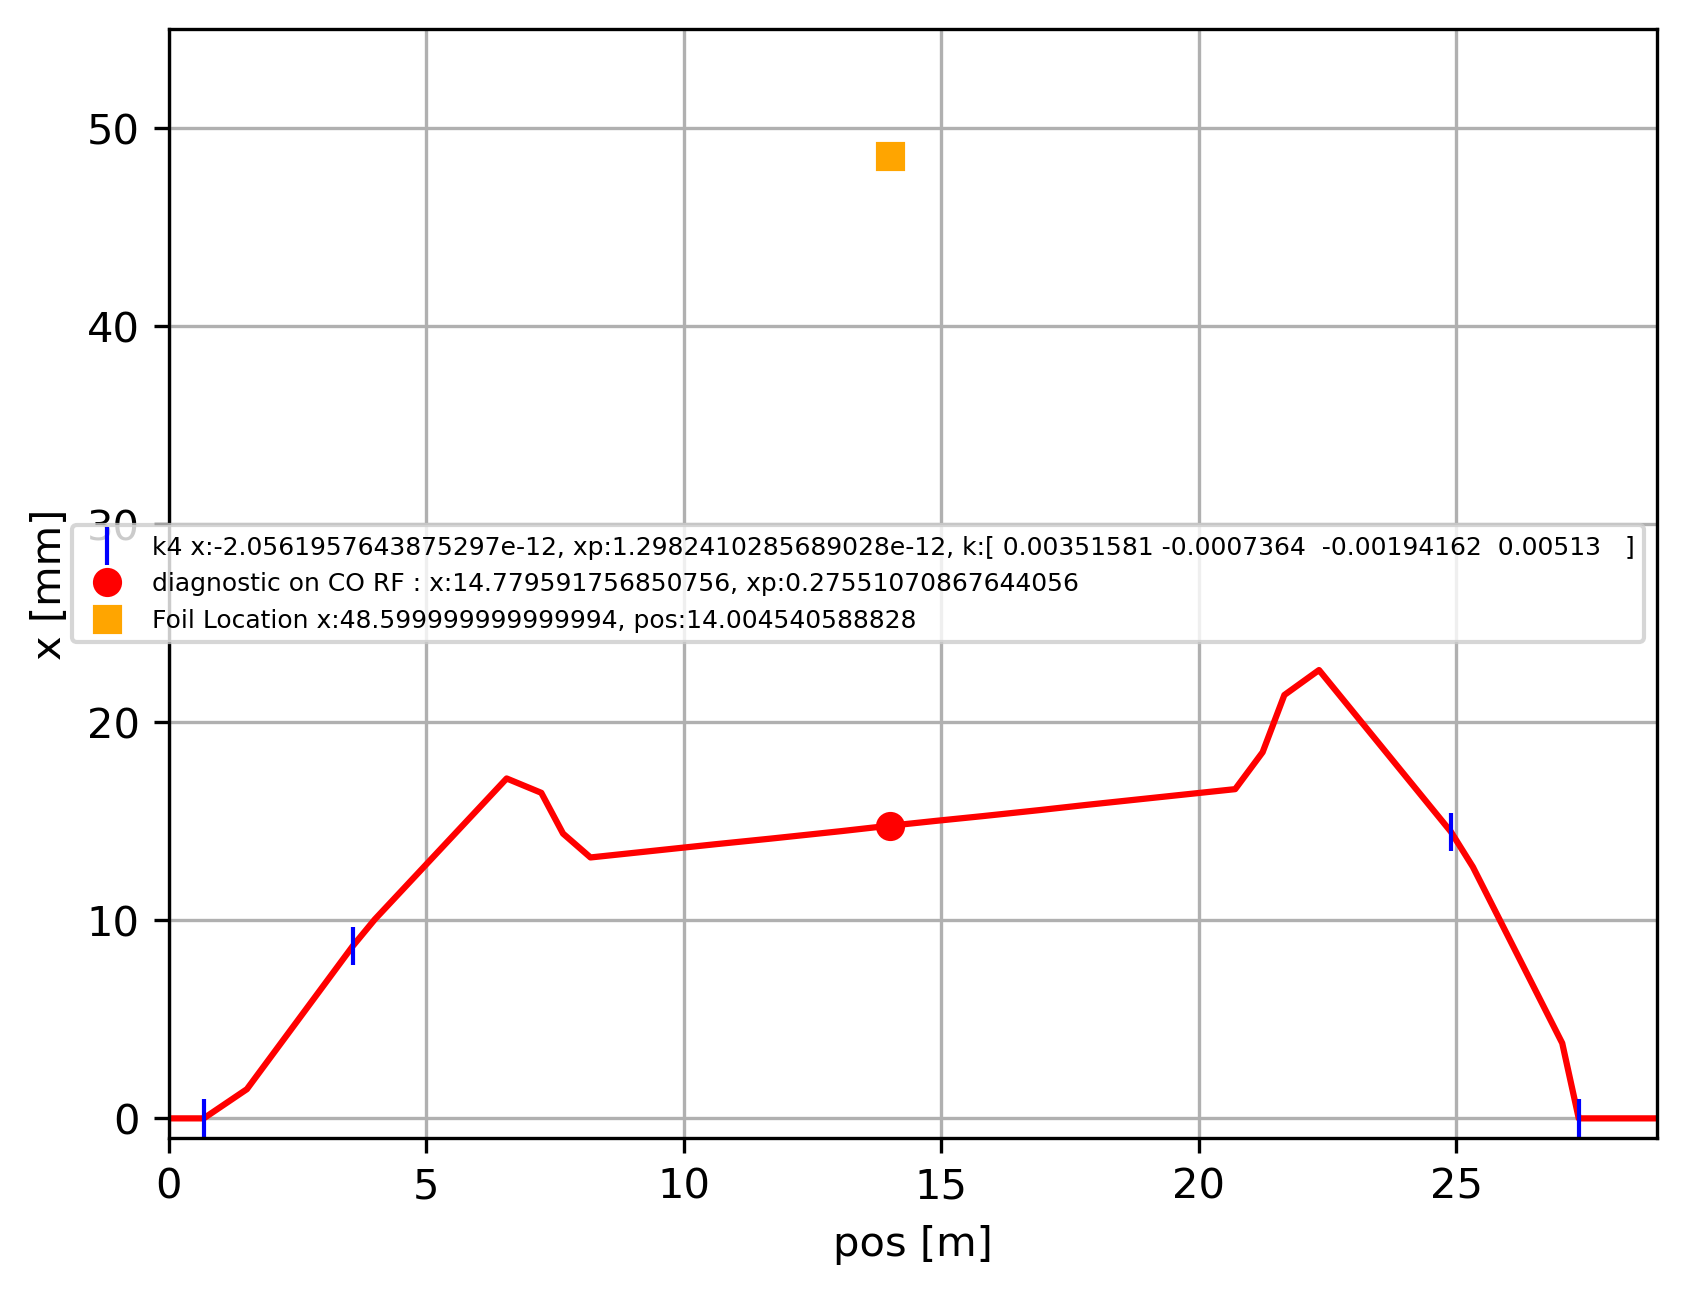 50
40
30
20
10
0
x [mm]
k4 x:-2.0561957643875297e-12, xp:1.2982410285689028e-12, k:[ 0.00351581 -0.0007364  -0.00194162  0.00513   ]
diagnostic on CO RF : x:14.779591756850756, xp:0.27551070867644056
Foil Location x:48.599999999999994, pos:14.004540588828
0 5 10 15 20 25
pos [m]